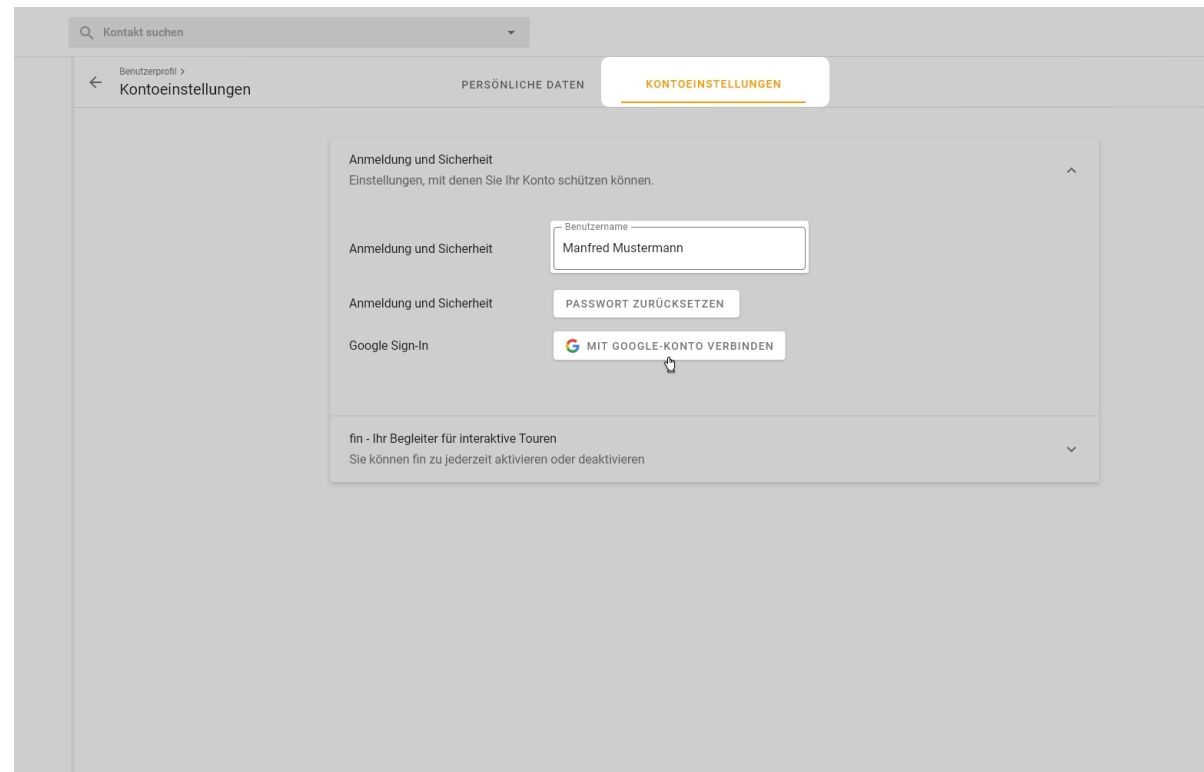 Kontakt suchen
Benutzerprofil >
Kontoeinstellungen
PERSÖNLICHE DATEN
KONTOEINSTELLUNGEN
Anmeldung und Sicherheit
Einstellungen, mit denen Sie Ihr Konto schützen können.
Benutzername
Anmeldung und Sicherheit
Manfred Mustermann
Anmeldung und Sicherheit
PASSWORT ZURÜCKSETZEN
Google Sign-In
MIT GOOGLE-KONTO VERBINDEN
fin - Ihr Begleiter für interaktive Touren
Sie können fin zu jederzeit aktivieren oder deaktivieren